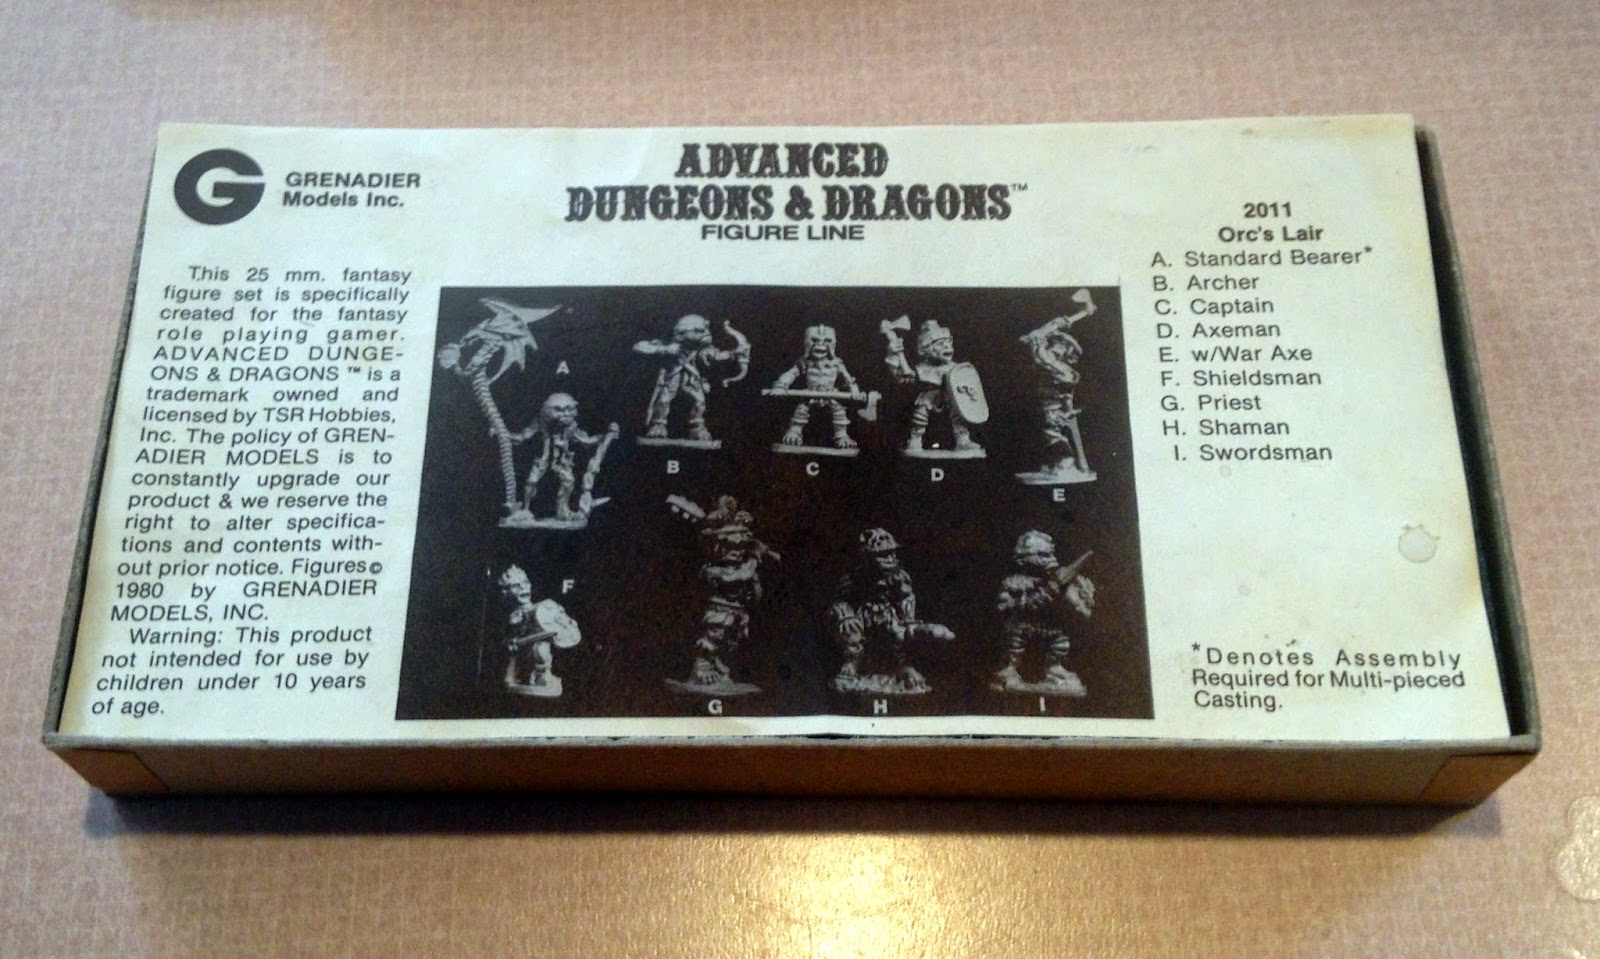 G
GRENADIER
Models Inc.
This 25 mm. fantasy
figure set is specifically
created for the fantasy
role playing gamer.
ADVANCED DUNGE-
ONS & DRAGONS ™ is a
trademark owned and
licensed by TSR Hobbies,
Inc. The policy of GREN-
ADIER MODELS is to
constantly upgrade our
product & we reserve the
right to alter specifica-
tions and contents with-
out prior notice. Figures©
1980 by GRENADIER
MODELS, INC.
Warning: This product
not intended for use by
children under 10 years
of age.
ADVANCED
DUNGEONS & DRAGONS™
FIGURE LINE
A
B
C
D
E
F
G
H
I
2011
Orc's Lair
A. Standard Bearer*
B. Archer
C. Captain
D. Axeman
E. w/War Axe
F. Shieldsman
G. Priest
H. Shaman
I. Swordsman
*Denotes Assembly
Required for Multi-pieced
Casting.